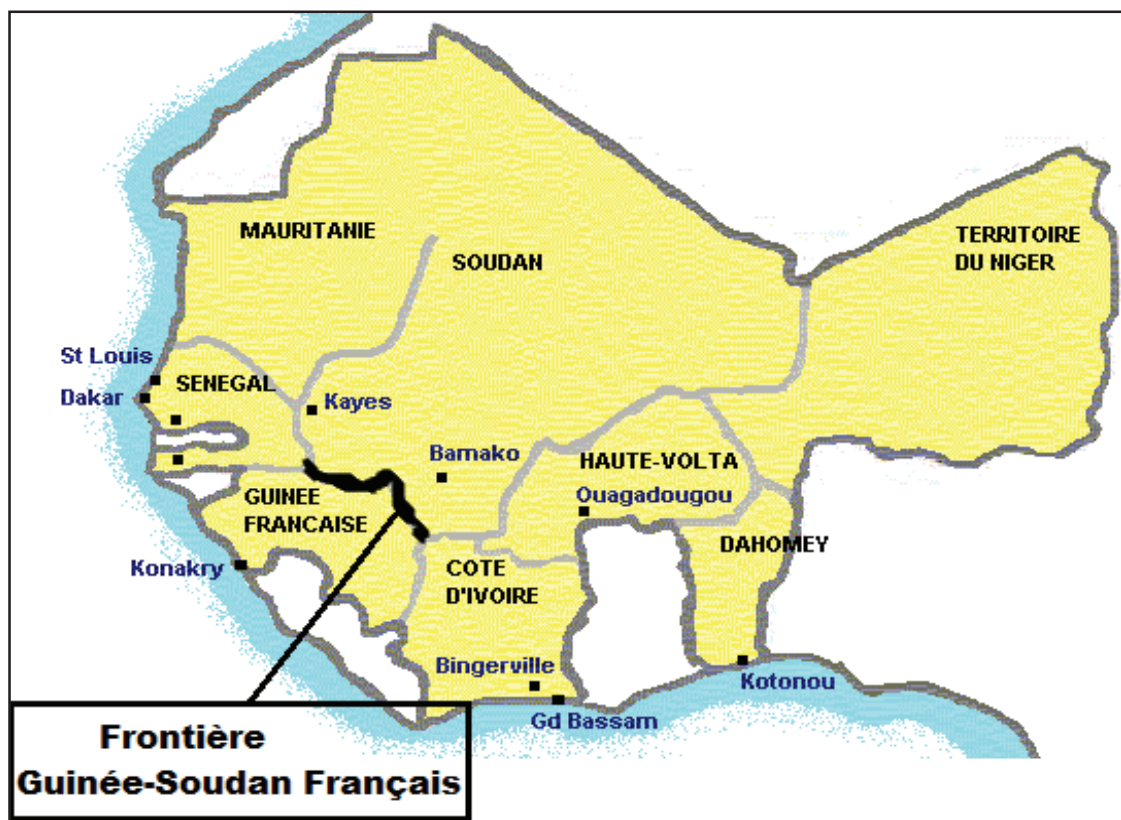 MAURITANIE
SOUDAN
TERRITOIRE
DU NIGER
St Louis
SENEGAL
Dakar
Kayes
Bamako
HAUTE-VOLTA
GUINEE
FRANCAISE
Ouagadougou
DAHOMEY
Konakry
COTE
D'IVOIRE
Bingerville
Kotonou
Gd Bassam
Frontière
Guinée-Soudan Français